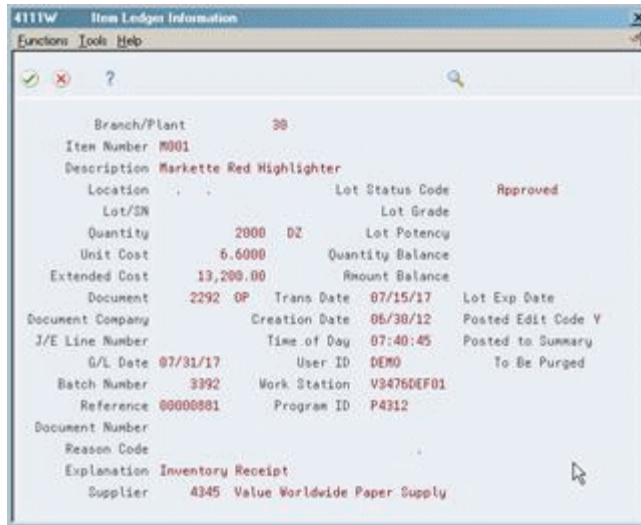 4111W Item Ledger Information
Functions Tools Help
?
Branch/Plant 30
Item Number M001
Description Markette Red Highlighter
Location . . Lot Status Code Approved
Lot/SN Lot Grade
Quantity 2000 DZ Lot Potency
Unit Cost 6.6000 Quantity Balance
Extended Cost 13,200.00 Amount Balance
Document 2292 OP Trans Date 07/15/17 Lot Exp Date
Document Company Creation Date 06/30/12 Posted Edit Code Y
J/E Line Number Time of Day 07:40:45 Posted to Summary
G/L Date 07/31/17 User ID DEMO To Be Purged
Batch Number 3392 Work Station V3476DEF01
Reference 00000881 Program ID P4312
Document Number
Reason Code .
Explanation Inventory Receipt
Supplier 4345 Value Worldwide Paper Supply